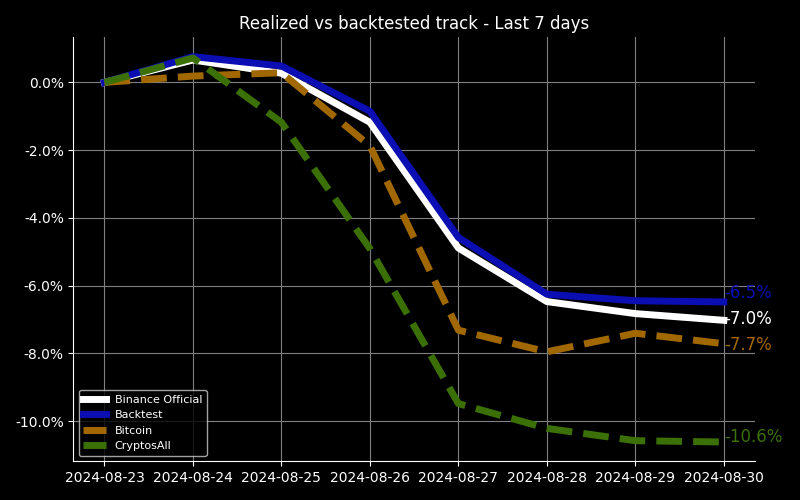 Realized vs backtested track - Last 7 days
0.0%
-2.0%
-4.0%
-6.0%
-8.0%
-10.0%
-6.5%
-7.0%
-7.7%
-10.6%
Binance Official
Backtest
Bitcoin
CryptosAll
2024-08-23 2024-08-24 2024-08-25 2024-08-26 2024-08-27 2024-08-28 2024-08-29 2024-08-30